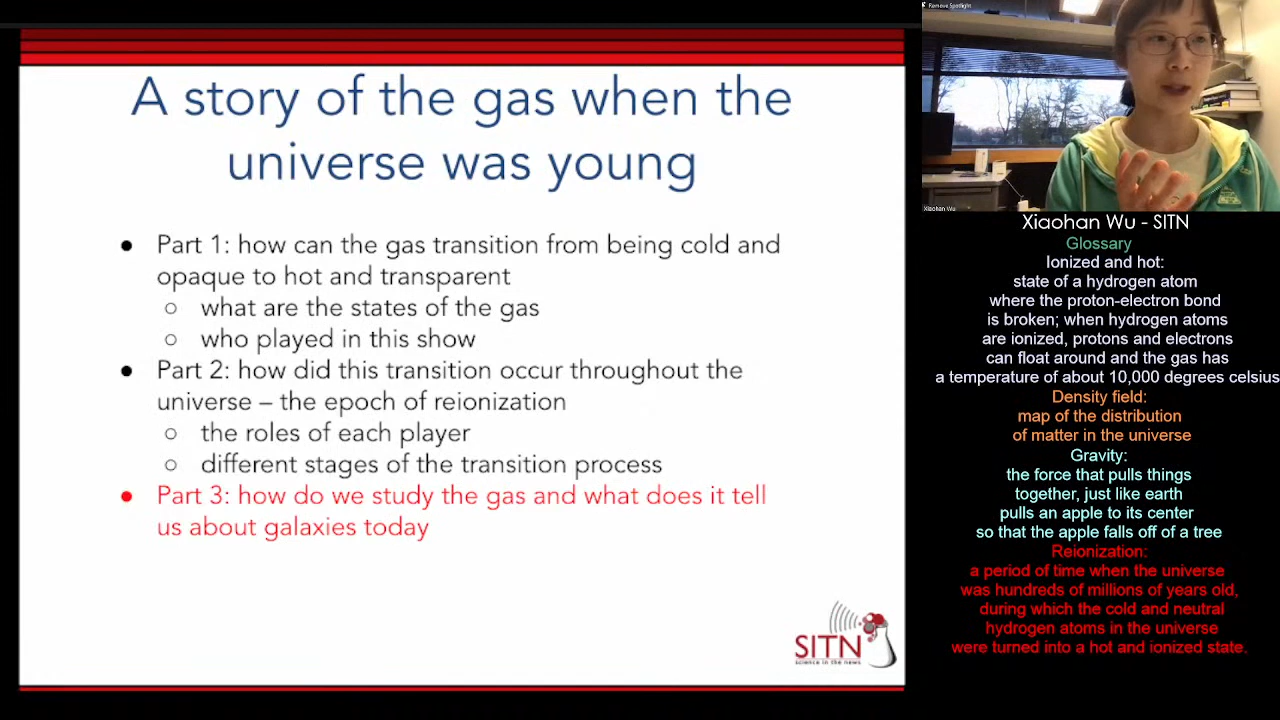 A story of the gas when the
universe was young
● Part 1: how can the gas transition from being cold and
opaque to hot and transparent
○ what are the states of the gas
○ who played in this show
● Part 2: how did this transition occur throughout the
universe – the epoch of reionization
○ the roles of each player
○ different stages of the transition process
● Part 3: how do we study the gas and what does it tell
us about galaxies today
SITN
science in the news
Remove Spotlight
Xiaohan Wu
Xiaohan Wu - SITN
Glossary
Ionized and hot:
state of a hydrogen atom
where the proton-electron bond
is broken; when hydrogen atoms
are ionized, protons and electrons
can float around and the gas has
a temperature of about 10,000 degrees celsius
Density field:
map of the distribution
of matter in the universe
Gravity:
the force that pulls things
together, just like earth
pulls an apple to its center
so that the apple falls off of a tree
Reionization:
a period of time when the universe
was hundreds of millions of years old,
during which the cold and neutral
hydrogen atoms in the universe
were turned into a hot and ionized state.